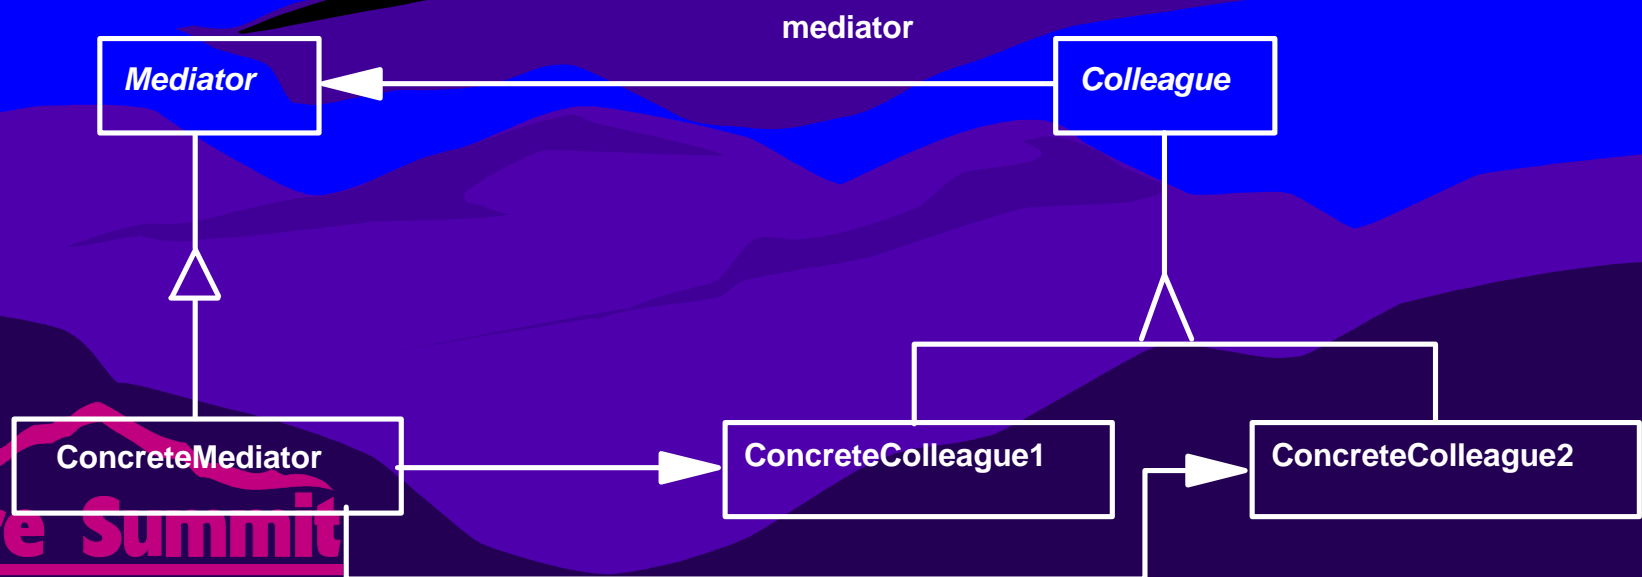 mediator
Mediator
Colleague
ConcreteMediator
ConcreteColleague1
ConcreteColleague2
Summit